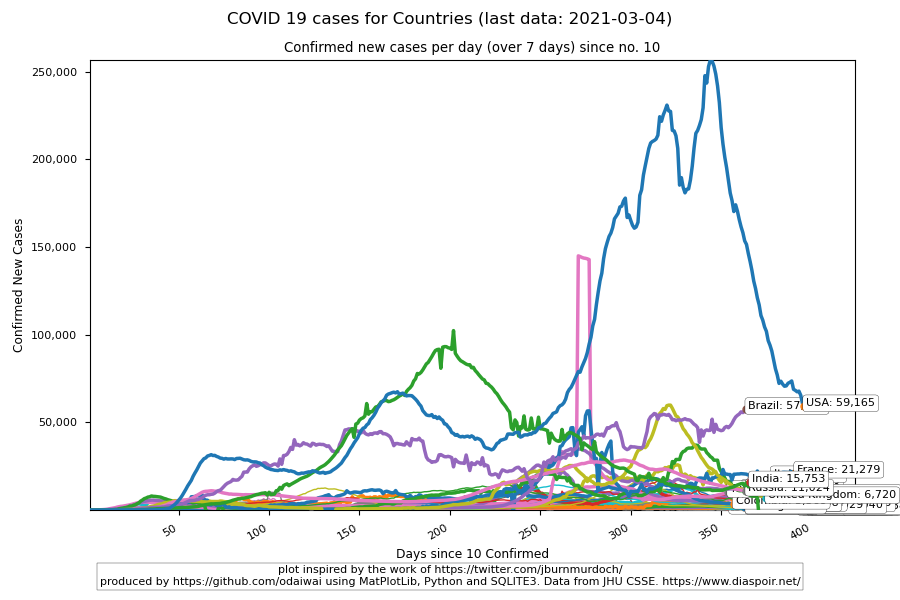 COVID 19 cases for Countries (last data: 2021-03-04)
Confirmed new cases per day (over 7 days) since no. 10
250,000
200,000
150,000
100,000
50,000
Confirmed New Cases
Brazil: 57
USA: 59,165
France: 21,279
India: 15,753
Kingdom: 6,720
50
100
150
200
250
300
350
400
Days since 10 Confirmed
plot inspired by the work of https://twitter.com/jburnmurdoch/
produced by https://github.com/odaiwai using MatPlotLib, Python and SQLITE3. Data from JHU CSSE. https://www.diaspoir.net/